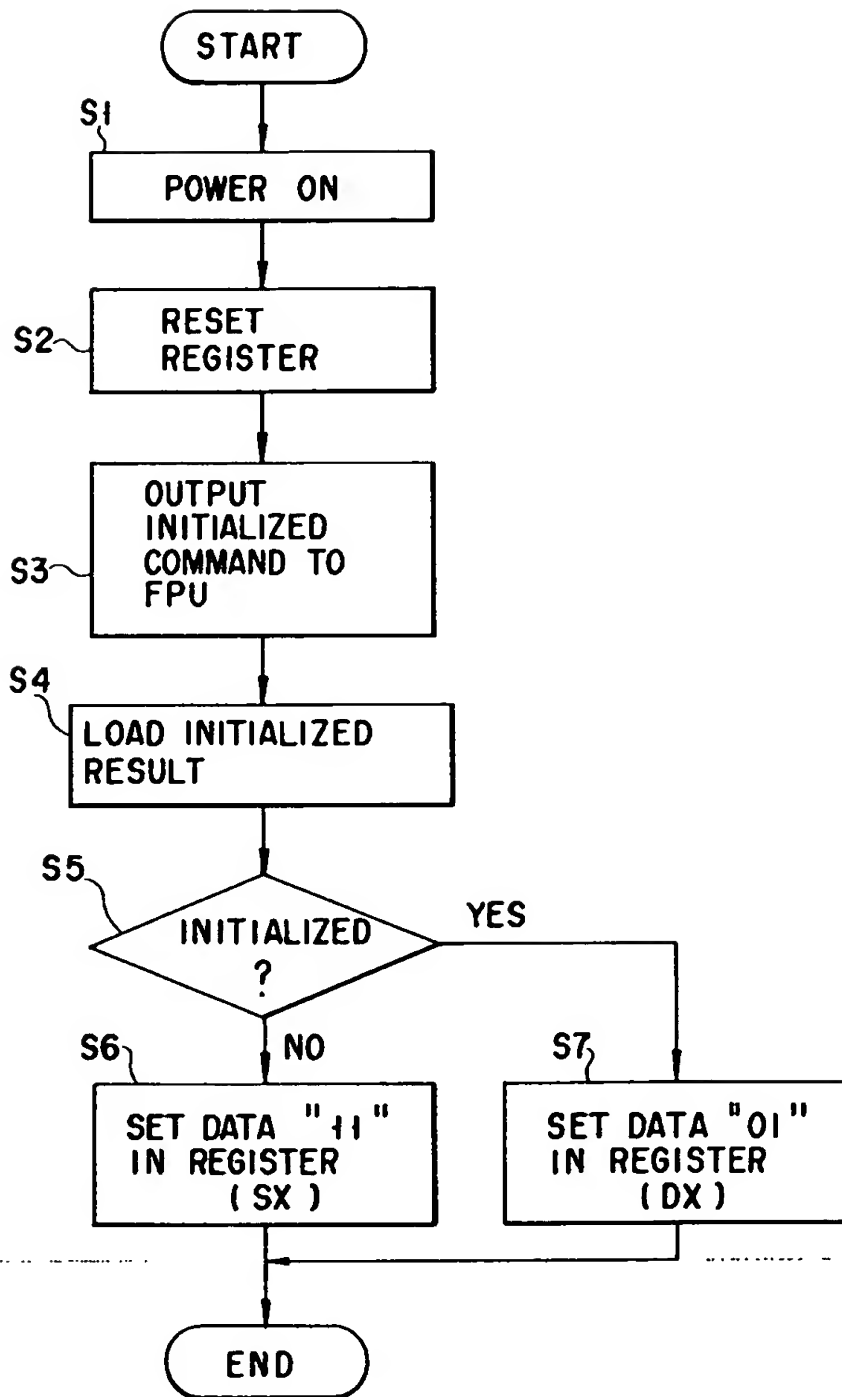 START
S1
POWER ON
S2
RESET
REGISTER
S3
OUTPUT
INITIALIZED
COMMAND TO
FPU
S4
LOAD INITIALIZED
RESULT
S5
INITIALIZED
?
YES
NO
S6
SET DATA "11"
IN REGISTER
(SX)
S7
SET DATA "01"
IN REGISTER
(DX)
END